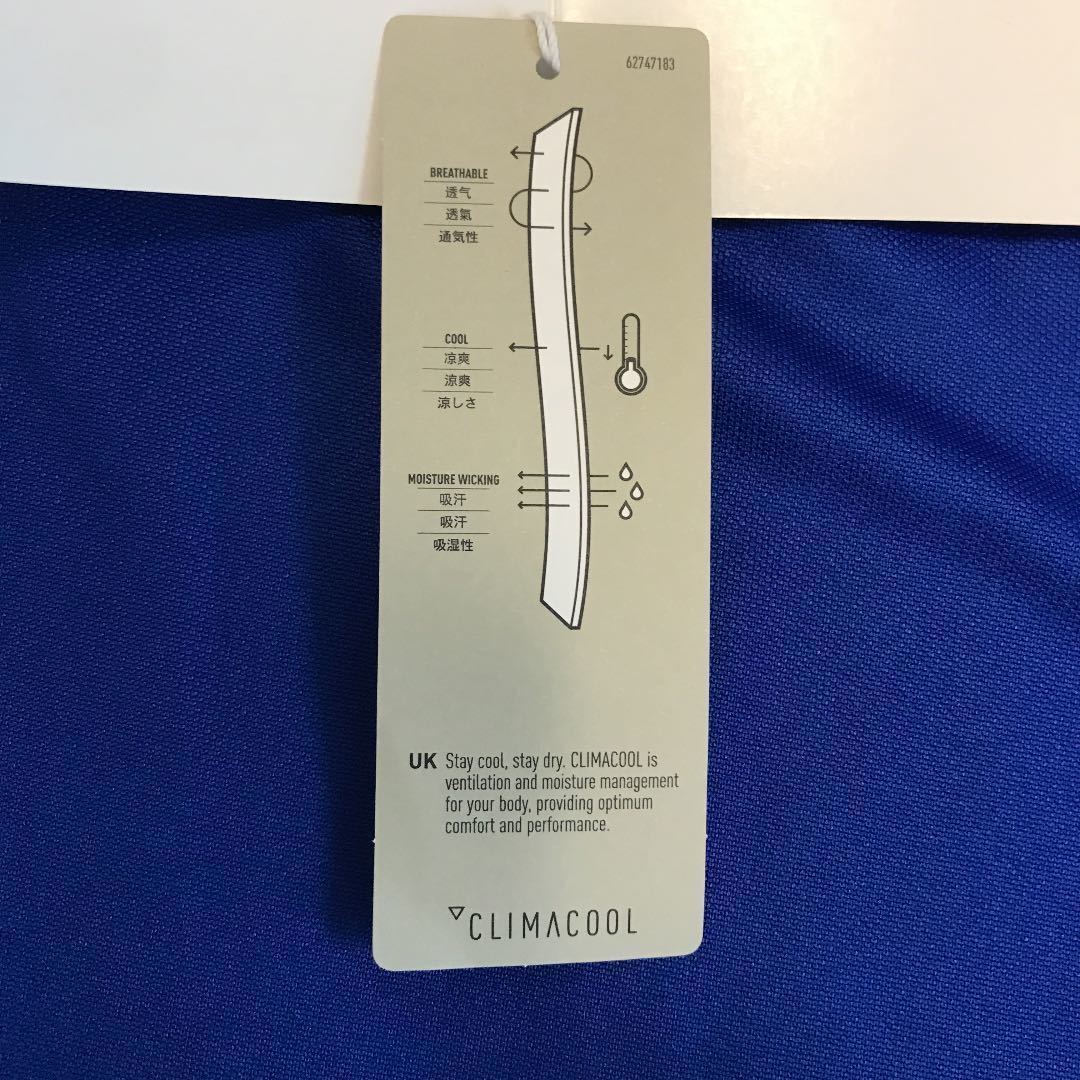 62747183
BREATHABLE
透气
透氣
通気性
COOL
凉爽
涼爽
涼しさ
MOISTURE WICKING
吸汗
吸汗
吸湿性
UK Stay cool, stay dry. CLIMACOOL is
ventilation and moisture management
for your body, providing optimum
comfort and performance.
CLIMACOOL